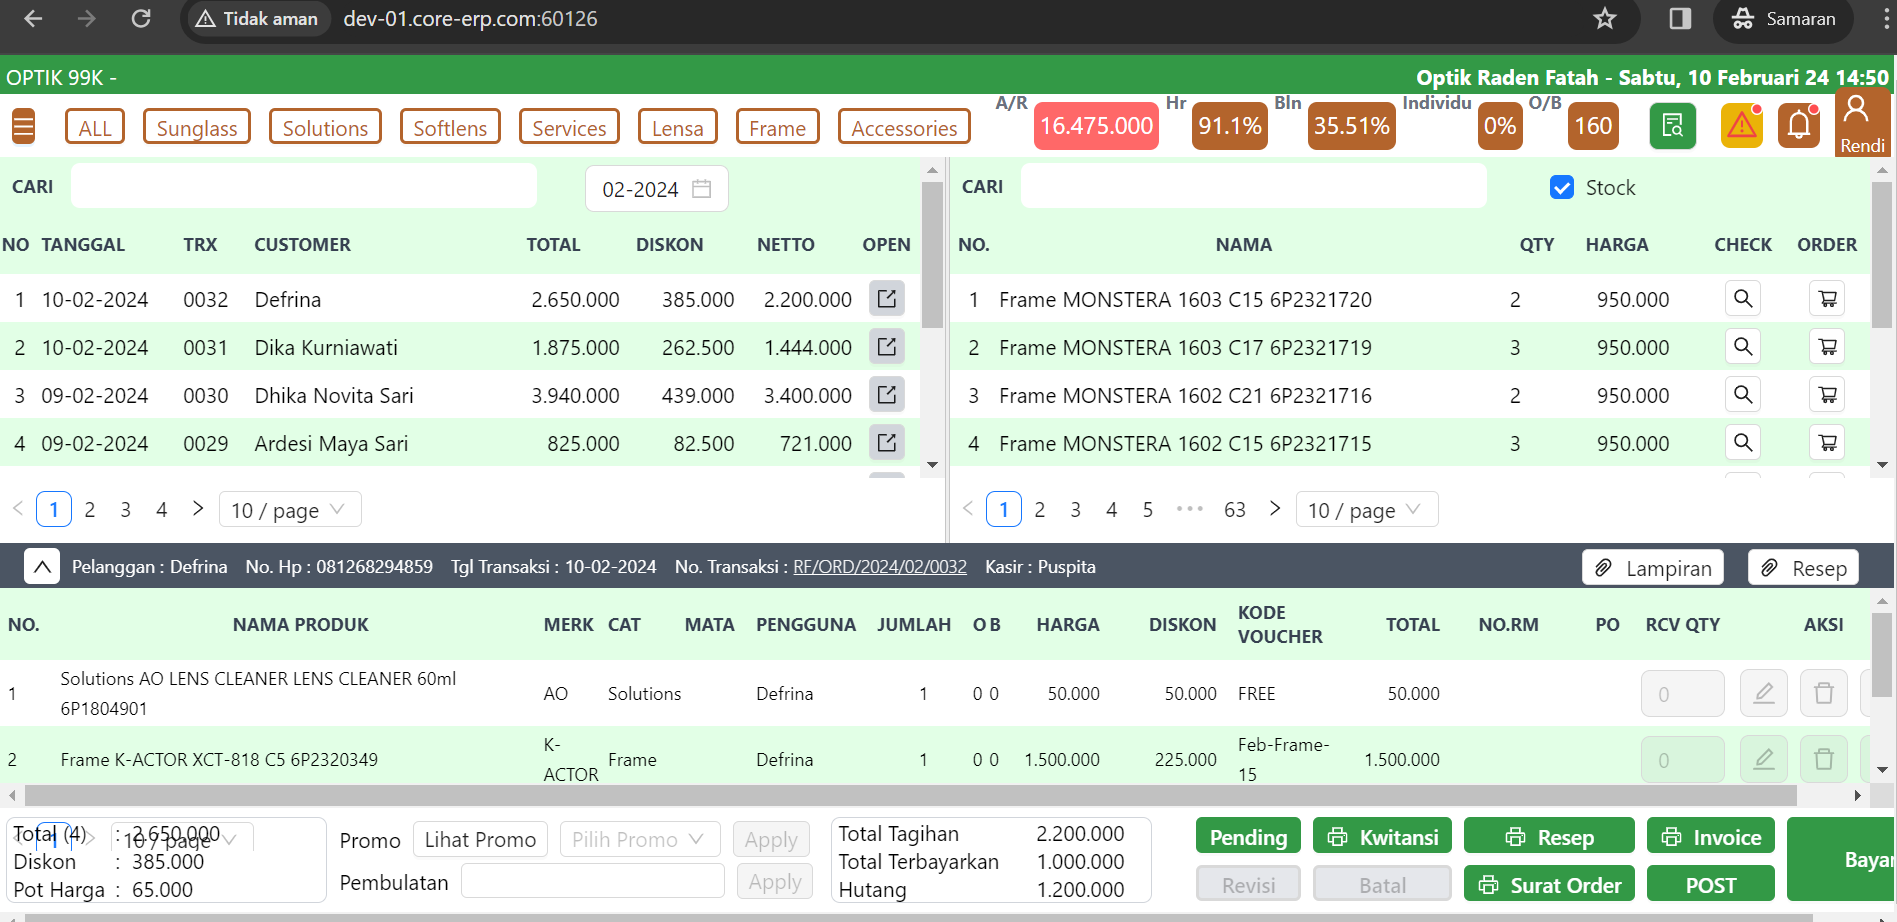 Tidak aman dev-01.core-erp.com:60126 Samaran
OPTIK 99K - Optik Raden Fatah - Sabtu, 10 Februari 24 14:50
ALL Sunglass Solutions Softlens Services Lensa Frame Accessories A/R 16.475.000 Hr 91.1% Bln 35.51% Individu 0% O/B 160 Rendi
CARI 02-2024
NO TANGGAL TRX CUSTOMER TOTAL DISKON NETTO OPEN
1 10-02-2024 0032 Defrina 2.650.000 385.000 2.200.000
2 10-02-2024 0031 Dika Kurniawati 1.875.000 262.500 1.444.000
3 09-02-2024 0030 Dhika Novita Sari 3.940.000 439.000 3.400.000
4 09-02-2024 0029 Ardesi Maya Sari 825.000 82.500 721.000
1 2 3 4 10 / page
CARI Stock
NO. NAMA QTY HARGA CHECK ORDER
1 Frame MONSTERA 1603 C15 6P2321720 2 950.000
2 Frame MONSTERA 1603 C17 6P2321719 3 950.000
3 Frame MONSTERA 1602 C21 6P2321716 2 950.000
4 Frame MONSTERA 1602 C15 6P2321715 3 950.000
1 2 3 4 5 ••• 63 10 / page
Pelanggan : Defrina No. Hp : 081268294859 Tgl Transaksi : 10-02-2024 No. Transaksi : RF/ORD/2024/02/0032 Kasir : Puspita Lampiran Resep
NO. NAMA PRODUK MERK CAT MATA PENGGUNA JUMLAH O B HARGA DISKON KODE VOUCHER TOTAL NO.RM PO RCV QTY AKSI
1 Solutions AO LENS CLEANER LENS CLEANER 60ml 6P1804901 AO Solutions Defrina 1 0 0 50.000 50.000 FREE 50.000 0
2 Frame K-ACTOR XCT-818 C5 6P2320349 K-ACTOR Frame Defrina 1 0 0 1.500.000 225.000 Feb-Frame-15 1.500.000 0
1 10 / page
Total (4) : 2.650.000
Diskon : 385.000
Pot Harga : 65.000
Promo Lihat Promo Pilih Promo Apply
Pembulatan Apply
Total Tagihan 2.200.000
Total Terbayarkan 1.000.000
Hutang 1.200.000
Pending Kwitansi Resep Invoice
Revisi Batal Surat Order POST
Bayar